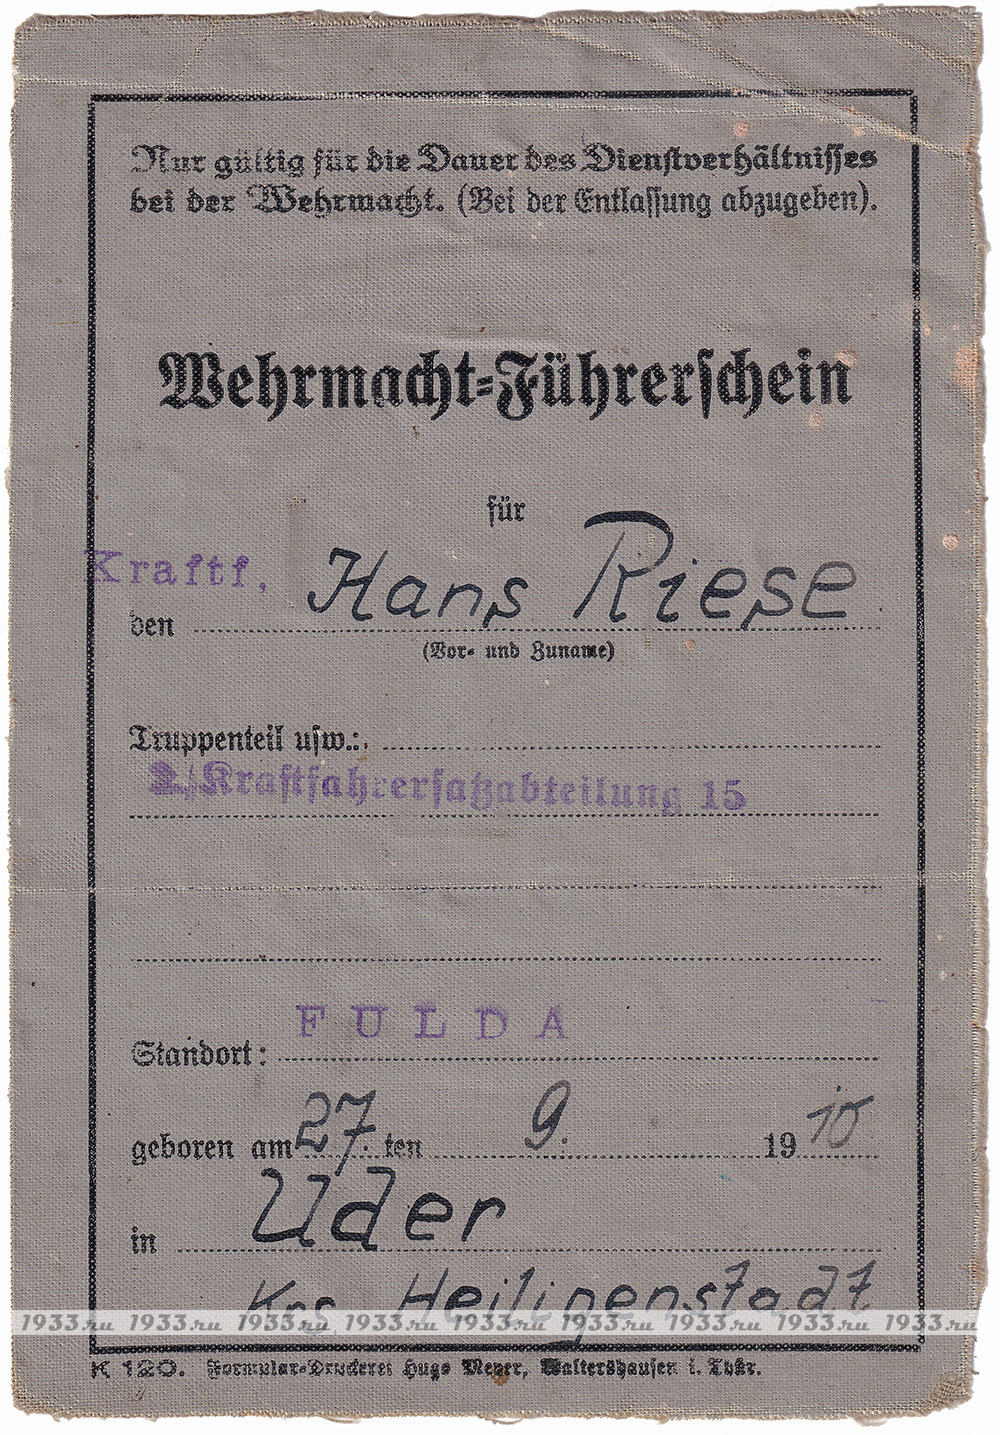 Nur gültig für die Dauer des Dienstverhältnisses
bei der Wehrmacht. (Bei der Entlassung abzugeben).
Wehrmacht=Führerschein
für
Kraftf.
den Hans Riese
(Vor- und Zuname)
Truppenteil usw.:
2./Kraftfahrersatzabteilung 15
Standort: FULDA
geboren am 27. ten 9. 1910
in Uder
Krs. Heiligenstadt
1933.ru 1933.ru 1933.ru 1933.ru 1933.ru 1933.ru 1933.ru 1933.ru 1933.ru
K 120. Formular-Druckerei Hugo Meyer, Waltershausen i. Thür.